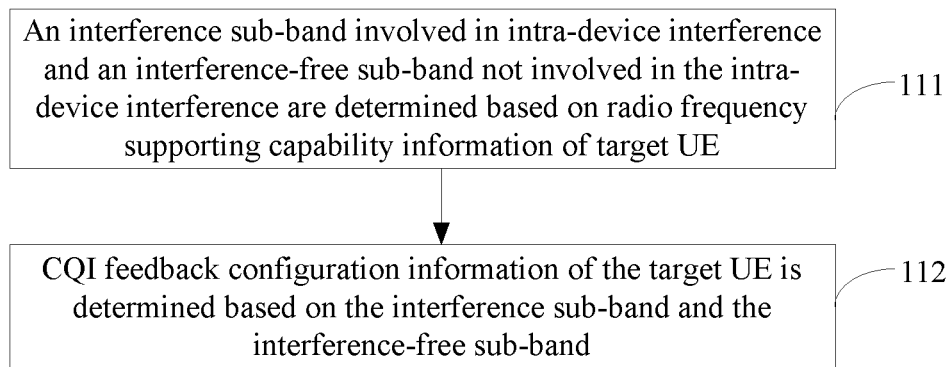 An interference sub-band involved in intra-device interference
and an interference-free sub-band not involved in the intra-
device interference are determined based on radio frequency
supporting capability information of target UE
111
CQI feedback configuration information of the target UE is
determined based on the interference sub-band and the
interference-free sub-band
112